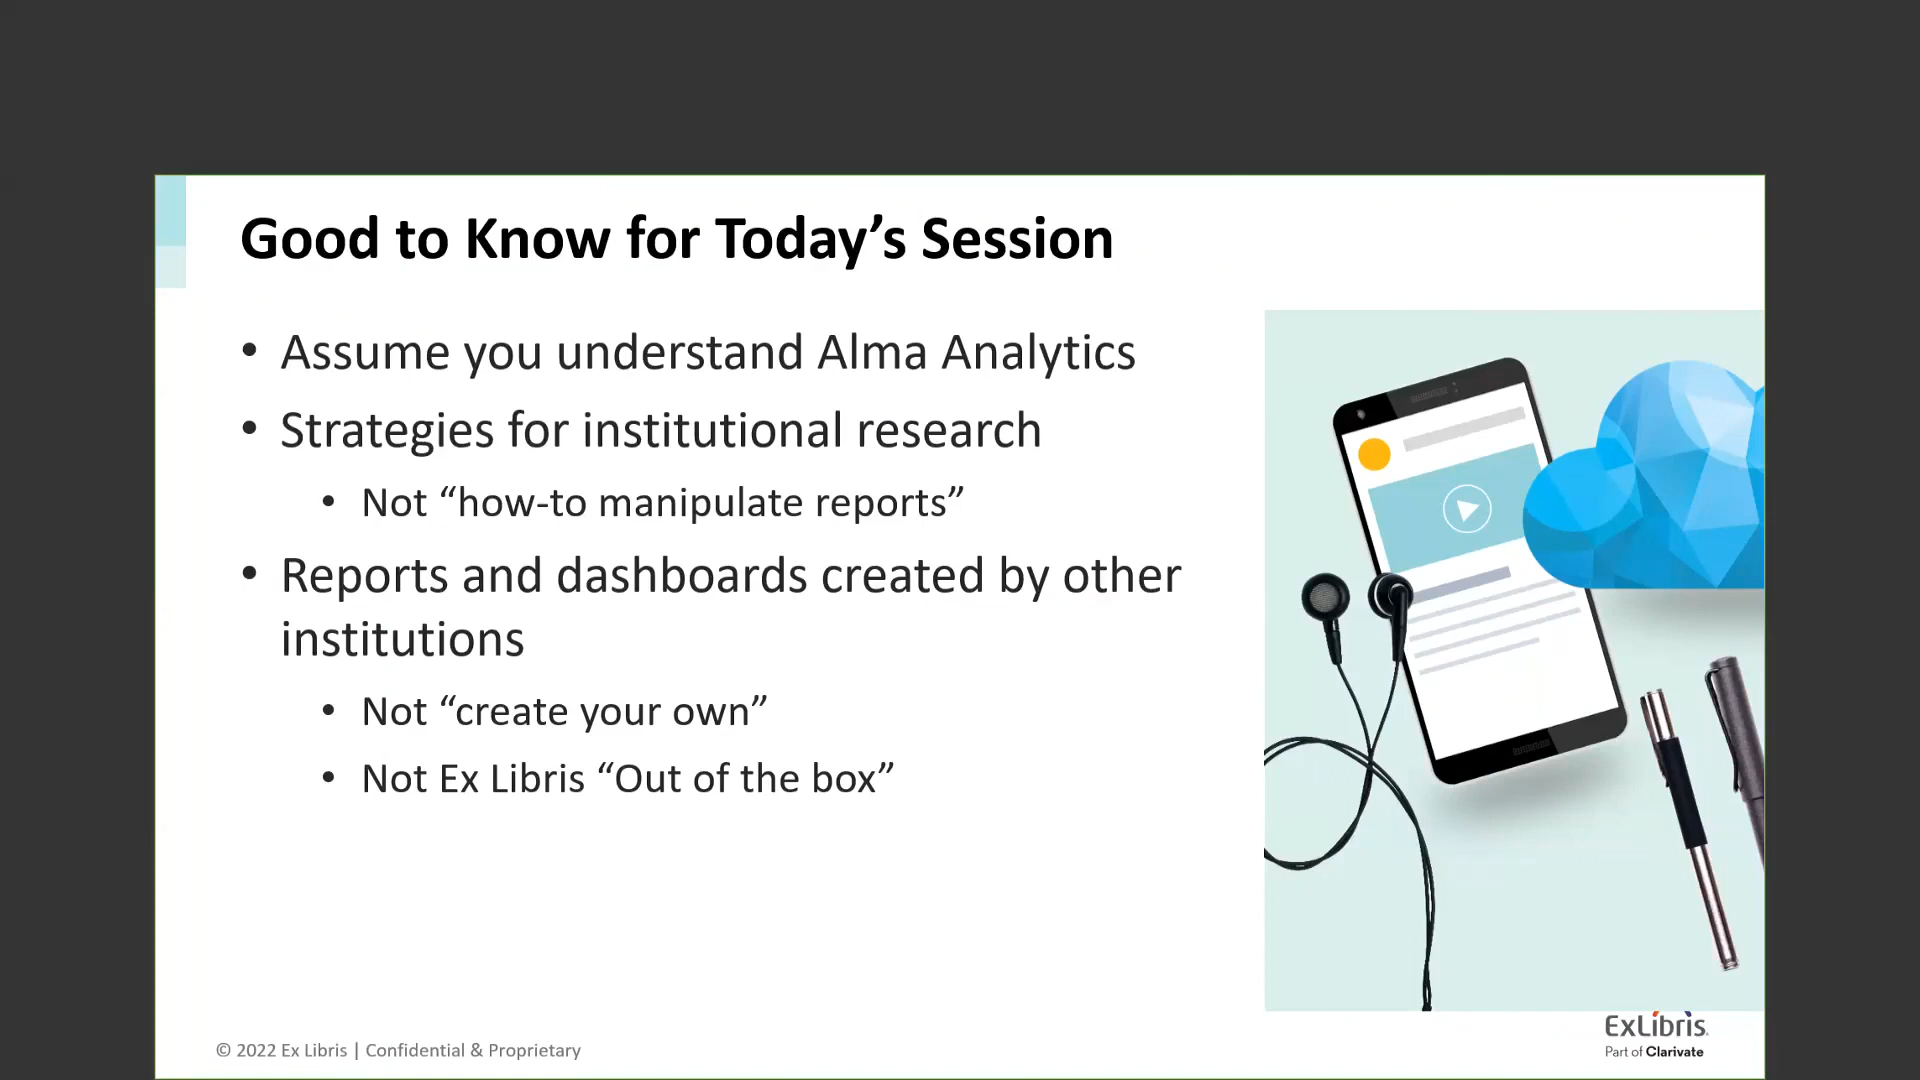 Good to Know for Today’s Session
• Assume you understand Alma Analytics
• Strategies for institutional research
• Not “how-to manipulate reports”
• Reports and dashboards created by other
institutions
• Not “create your own”
• Not Ex Libris “Out of the box”
© 2022 Ex Libris | Confidential & Proprietary
ExLibris
Part of Clarivate